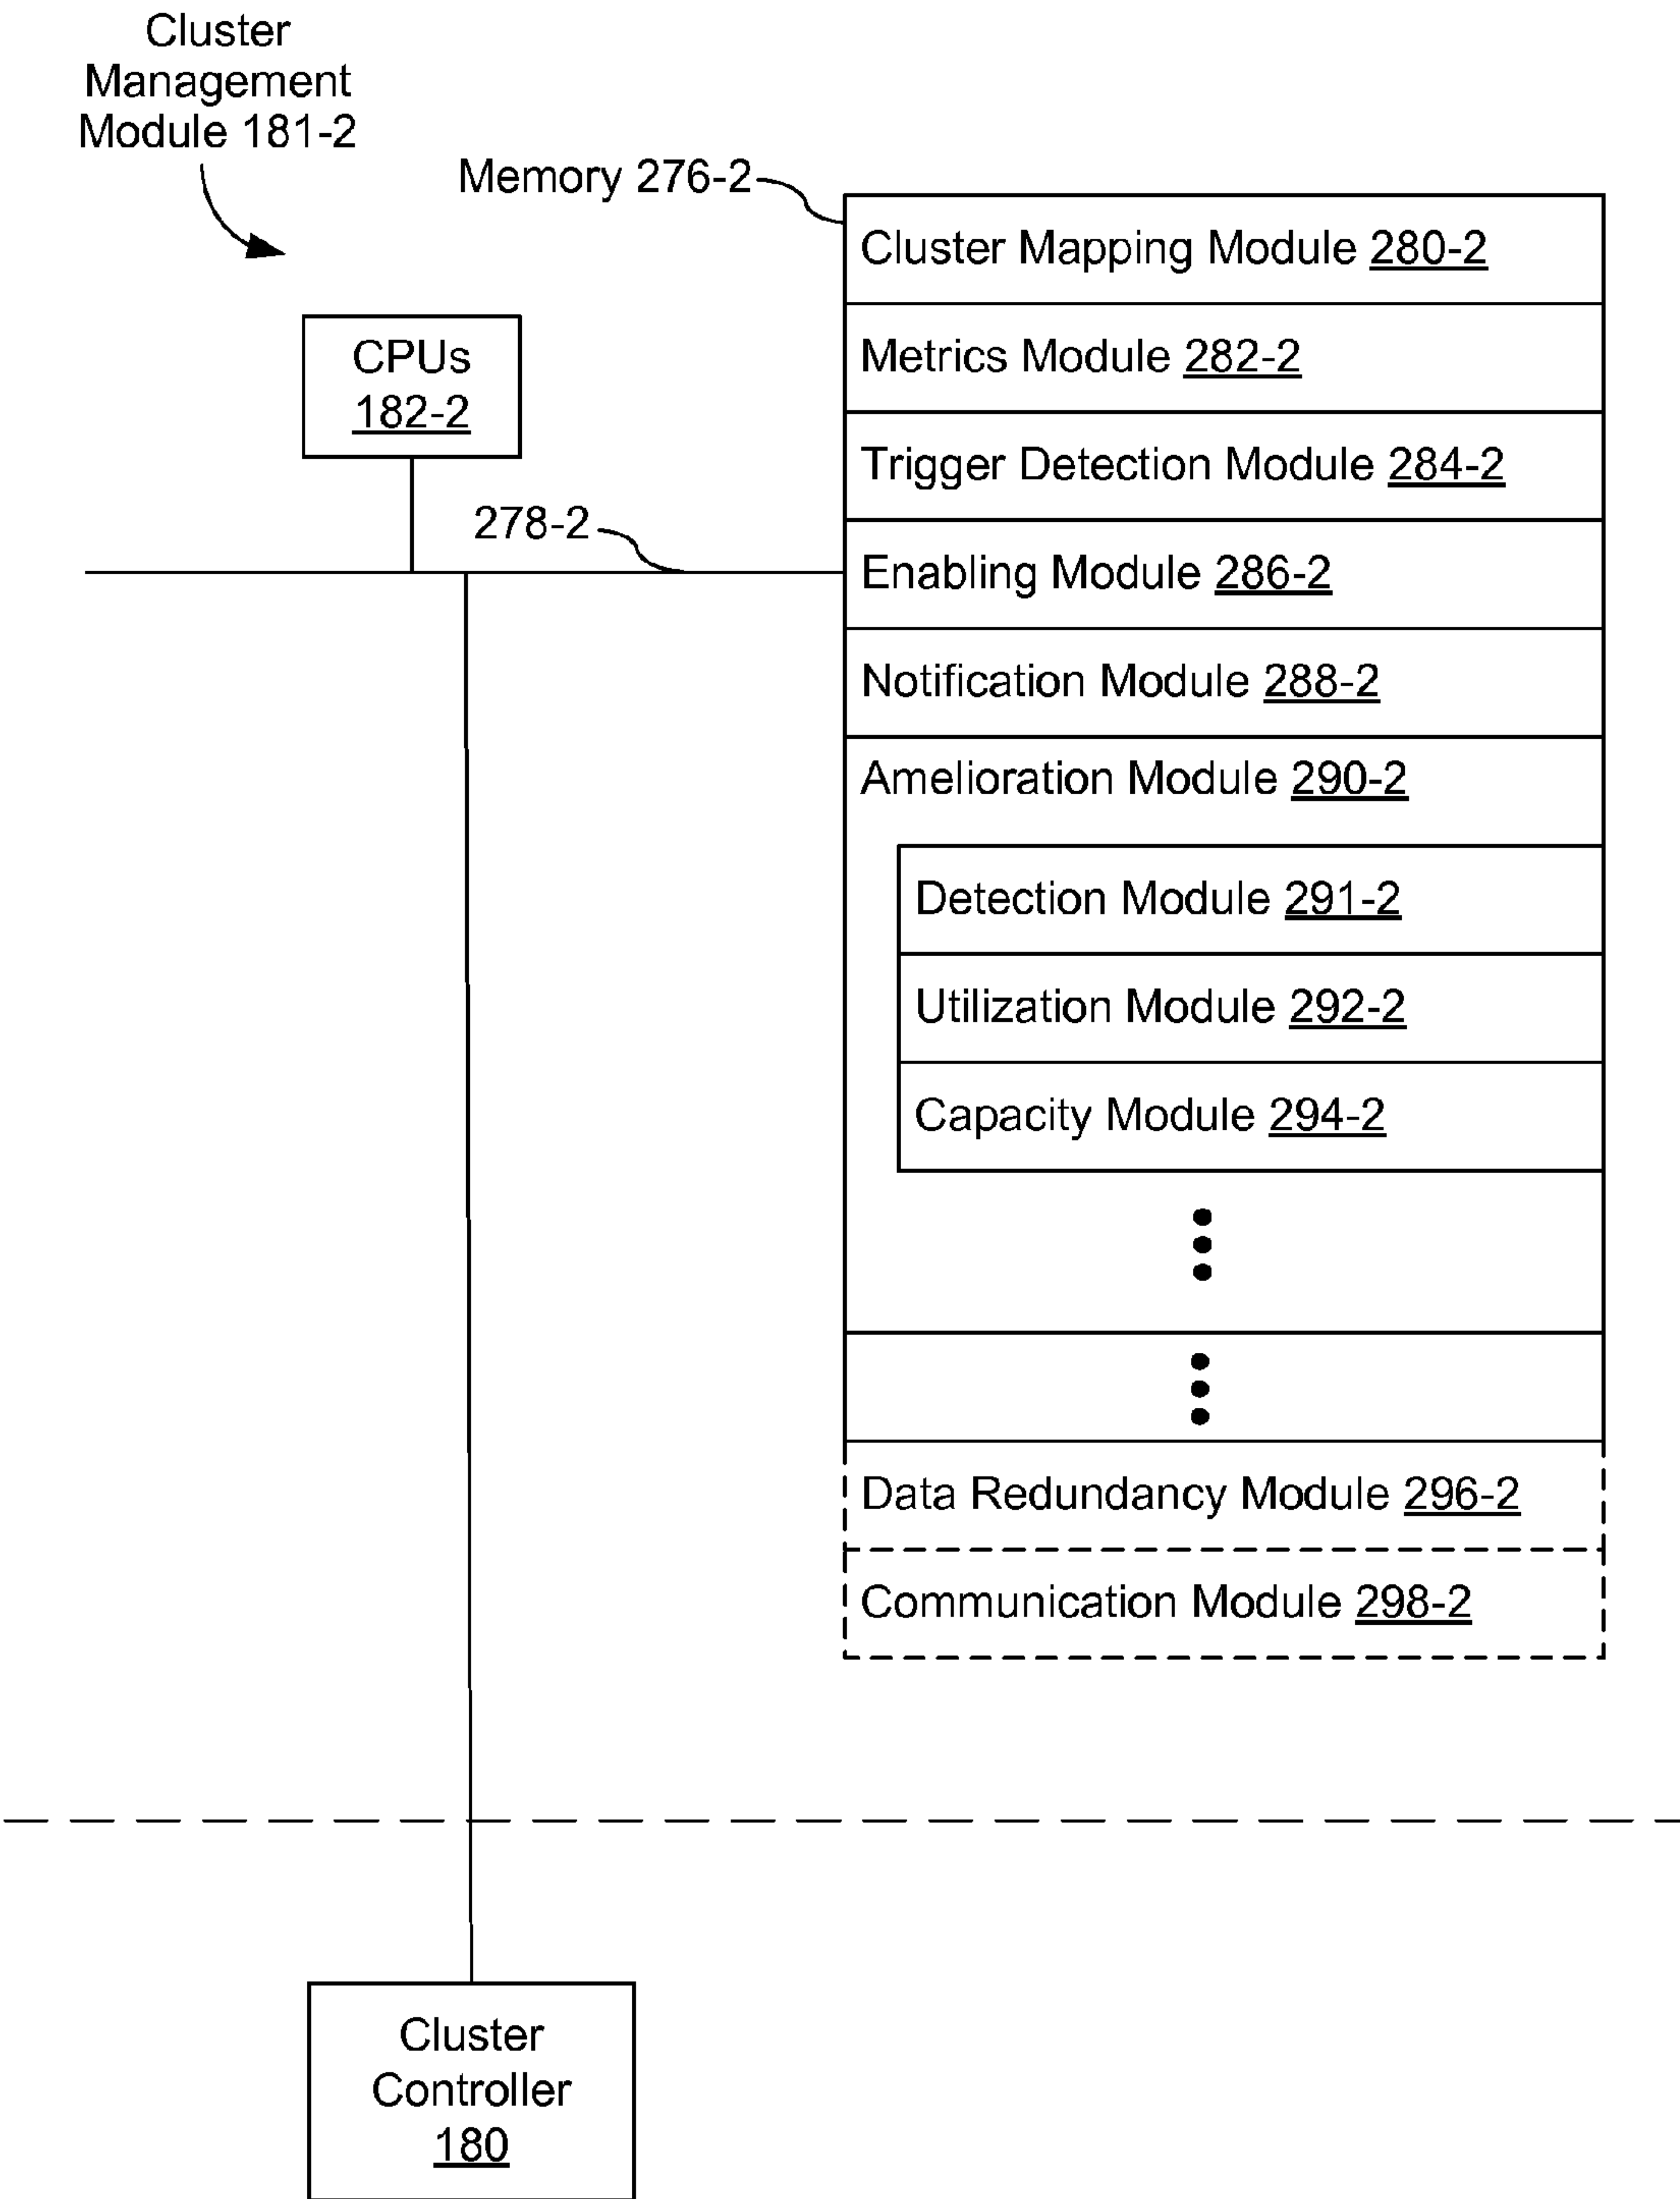 Cluster
Management
Module 181-2
Memory 276-2
Cluster Mapping Module 280-2
Metrics Module 282-2
CPUs
182-2
Trigger Detection Module 284-2
278-2
Enabling Module 286-2
Notification Module 288-2
Amelioration Module 290-2
Detection Module 291-2
Utilization Module 292-2
Capacity Module 294-2
Data Redundancy Module 296-2
Communication Module 298-2
Cluster
Controller
180